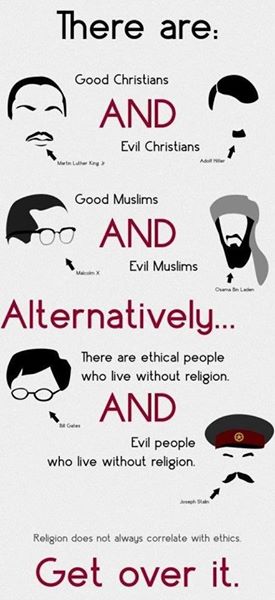 There are:
Good Christians
AND
Evil Christians
Martin Luther King Jr
Adolf Hitler
Good Muslims
AND
Evil Muslims
Malcolm X
Osama Bin Laden
Alternatively...
There are ethical people
who live without religion.
AND
Bill Gates
Evil people
who live without religion.
Joseph Stalin
Religion does not always correlate with ethics.
Get over it.